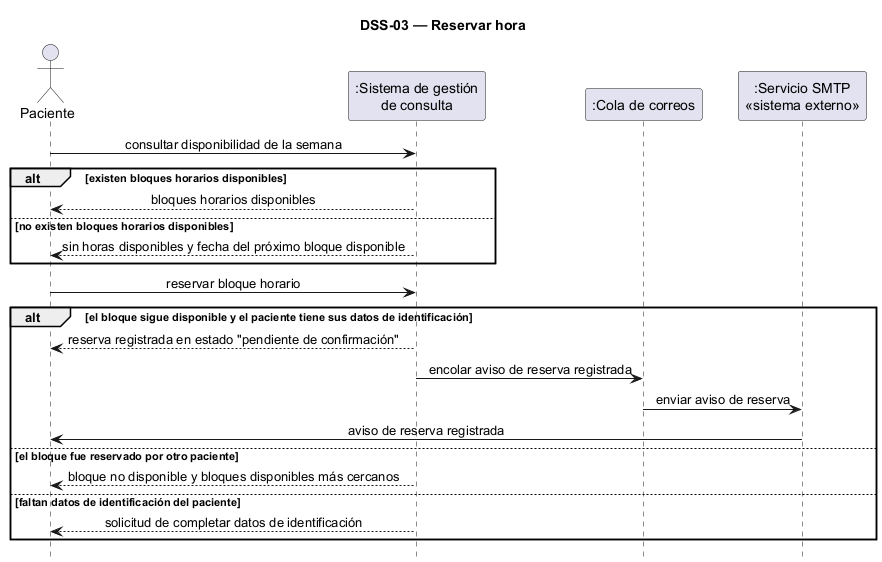 DSS-03 — Reservar hora
Paciente
:Sistema de gestión
de consulta
:Cola de correos
:Servicio SMTP
«sistema externo»
consultar disponibilidad de la semana
alt
[existen bloques horarios disponibles]
bloques horarios disponibles
[no existen bloques horarios disponibles]
sin horas disponibles y fecha del próximo bloque disponible
reservar bloque horario
alt
[el bloque sigue disponible y el paciente tiene sus datos de identificación]
reserva registrada en estado "pendiente de confirmación"
encolar aviso de reserva registrada
enviar aviso de reserva
aviso de reserva registrada
[el bloque fue reservado por otro paciente]
bloque no disponible y bloques disponibles más cercanos
[faltan datos de identificación del paciente]
solicitud de completar datos de identificación